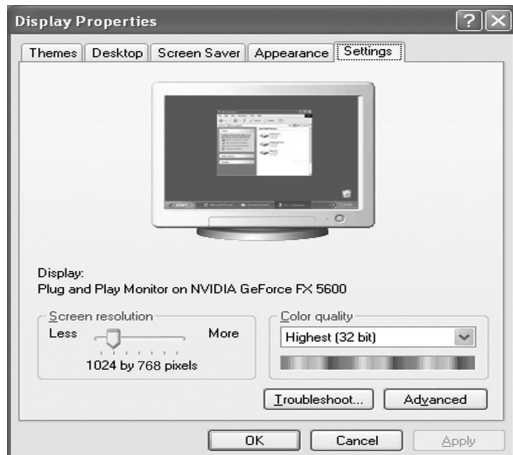 Display Properties
Themes Desktop Screen Saver Appearance Settings
Display:
Plug and Play Monitor on NVIDIA GeForce FX 5600
Screen resolution
Less More
1024 by 768 pixels
Color quality
Highest (32 bit)
Troubleshoot... Advanced
OK Cancel Apply